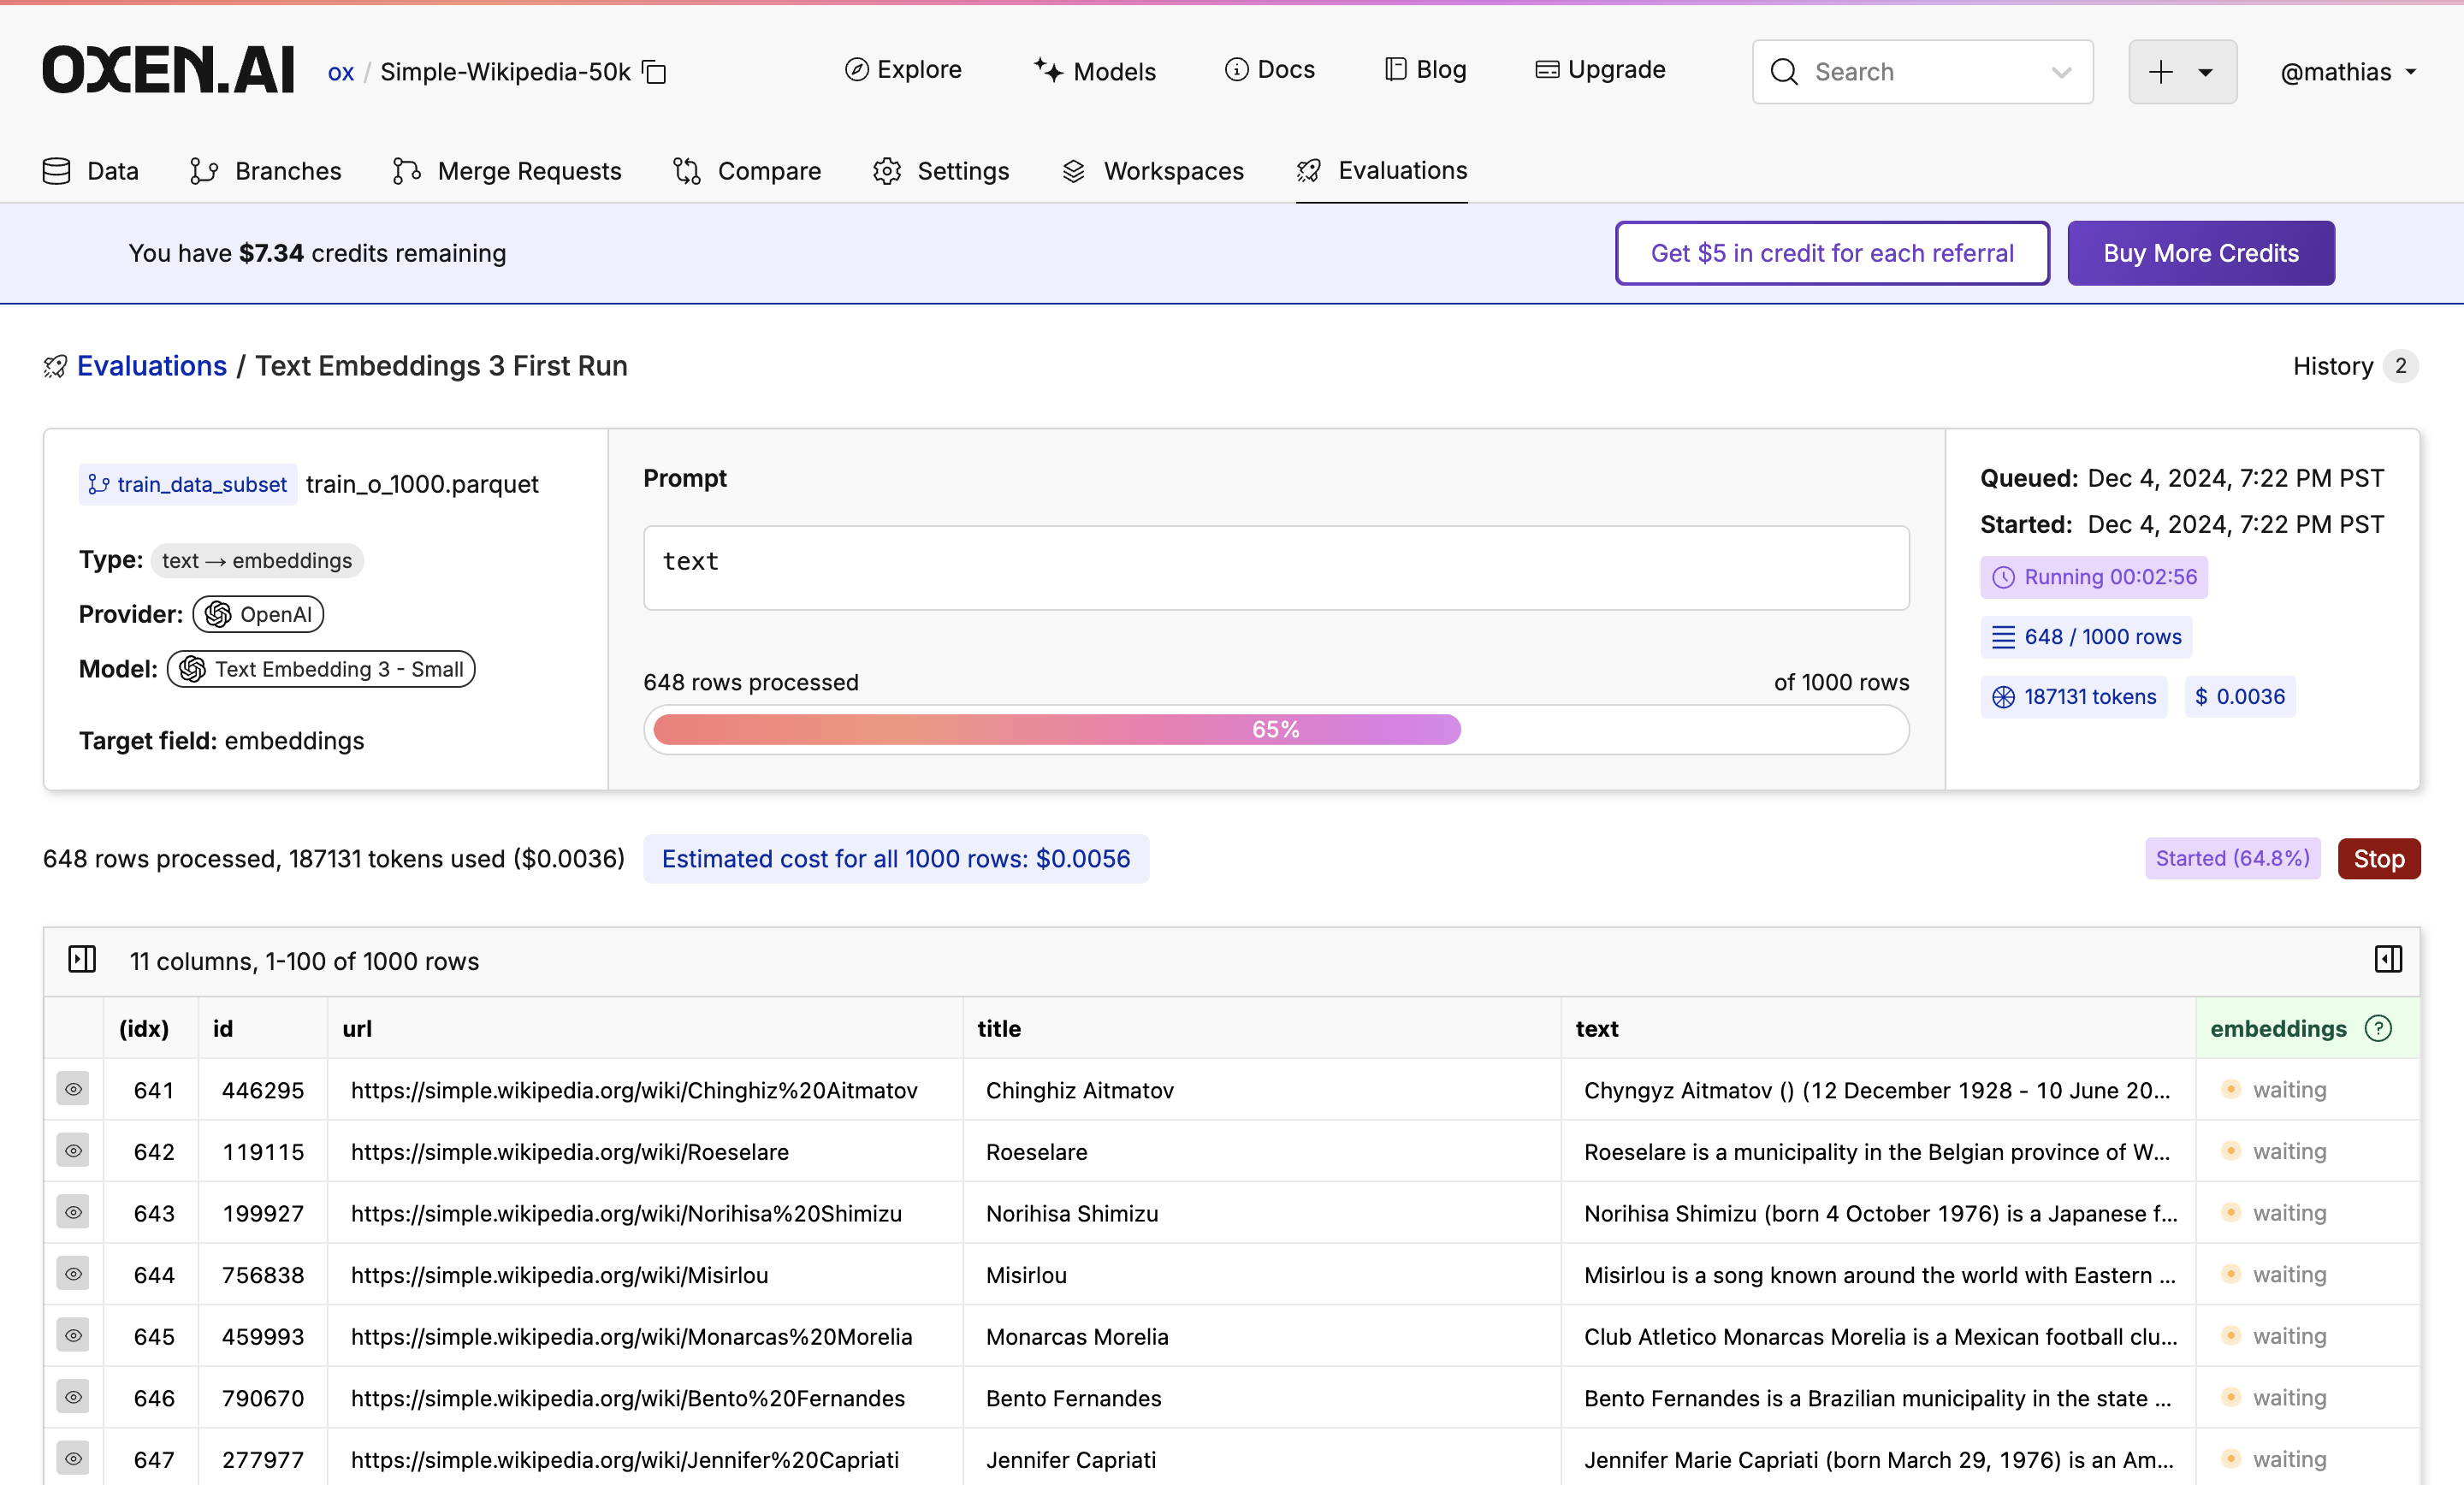 OXEN.AI ox / Simple-Wikipedia-50k Explore Models Docs Blog Upgrade Search @mathias
Data Branches Merge Requests Compare Settings Workspaces Evaluations
You have $7.34 credits remaining Get $5 in credit for each referral Buy More Credits
Evaluations / Text Embeddings 3 First Run History 2
train_data_subset train_o_1000.parquet
Type: text → embeddings
Provider: OpenAI
Model: Text Embedding 3 - Small
Target field: embeddings
Prompt
text
648 rows processed of 1000 rows
65%
Queued: Dec 4, 2024, 7:22 PM PST
Started: Dec 4, 2024, 7:22 PM PST
Running 00:02:56
648 / 1000 rows
187131 tokens $ 0.0036
648 rows processed, 187131 tokens used ($0.0036) Estimated cost for all 1000 rows: $0.0056 Started (64.8%) Stop
11 columns, 1-100 of 1000 rows
(idx) id url title text embeddings ?
641 446295 https://simple.wikipedia.org/wiki/Chinghiz%20Aitmatov Chinghiz Aitmatov Chyngyz Aitmatov () (12 December 1928 - 10 June 20... waiting
642 119115 https://simple.wikipedia.org/wiki/Roeselare Roeselare Roeselare is a municipality in the Belgian province of W... waiting
643 199927 https://simple.wikipedia.org/wiki/Norihisa%20Shimizu Norihisa Shimizu Norihisa Shimizu (born 4 October 1976) is a Japanese f... waiting
644 756838 https://simple.wikipedia.org/wiki/Misirlou Misirlou Misirlou is a song known around the world with Eastern ... waiting
645 459993 https://simple.wikipedia.org/wiki/Monarcas%20Morelia Monarcas Morelia Club Atletico Monarcas Morelia is a Mexican football clu... waiting
646 790670 https://simple.wikipedia.org/wiki/Bento%20Fernandes Bento Fernandes Bento Fernandes is a Brazilian municipality in the state ... waiting
647 277977 https://simple.wikipedia.org/wiki/Jennifer%20Capriati Jennifer Capriati Jennifer Marie Capriati (born March 29, 1976) is an Am... waiting